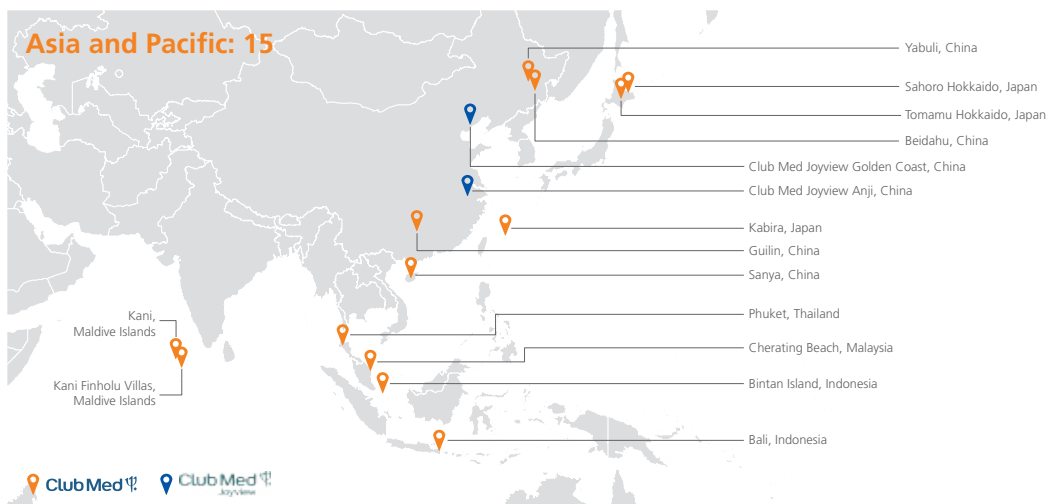 Asia and Pacific: 15
Yabuli, China
Sahoro Hokkaido, Japan
Tomamu Hokkaido, Japan
Beidahu, China
Club Med Joyview Golden Coast, China
Club Med Joyview Anji, China
Kabira, Japan
Guilin, China
Sanya, China
Kani,
Maldive Islands
Phuket, Thailand
Cherating Beach, Malaysia
Kani Finholu Villas,
Maldive Islands
Bintan Island, Indonesia
Bali, Indonesia
Club Med
Club Med
Joyview